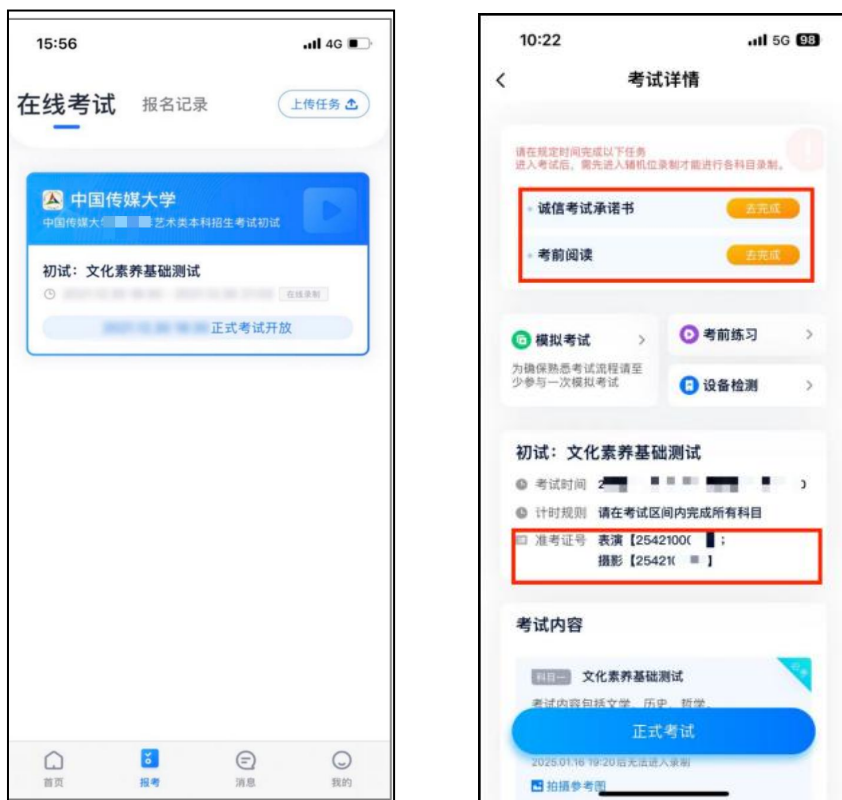 15:56
4G
在线考试
报名记录
上传任务
中国传媒大学
中国传媒大
艺术类本科招生考试初试
初试：文化素养基础测试
在线录制
正式考试开放
首页
报考
消息
我的
10:22
5G 98
考试详情
请在规定时间完成以下任务
进入考试后，需先进入辅机位录制才能进行各科目录制。
诚信考试承诺书
去完成
考前阅读
去完成
模拟考试
为确保熟悉考试流程请至
少参与一次模拟考试
考前练习
设备检测
初试：文化素养基础测试
考试时间
计时规则 请在考试区间内完成所有科目
准考证号 表演【2542100 ；
摄影【25421 】
考试内容
科目一 文化素养基础测试
考试内容包括文学、历史、哲学、
正式考试
2025.01.16 19:20后无法进入录制
拍摄参考图